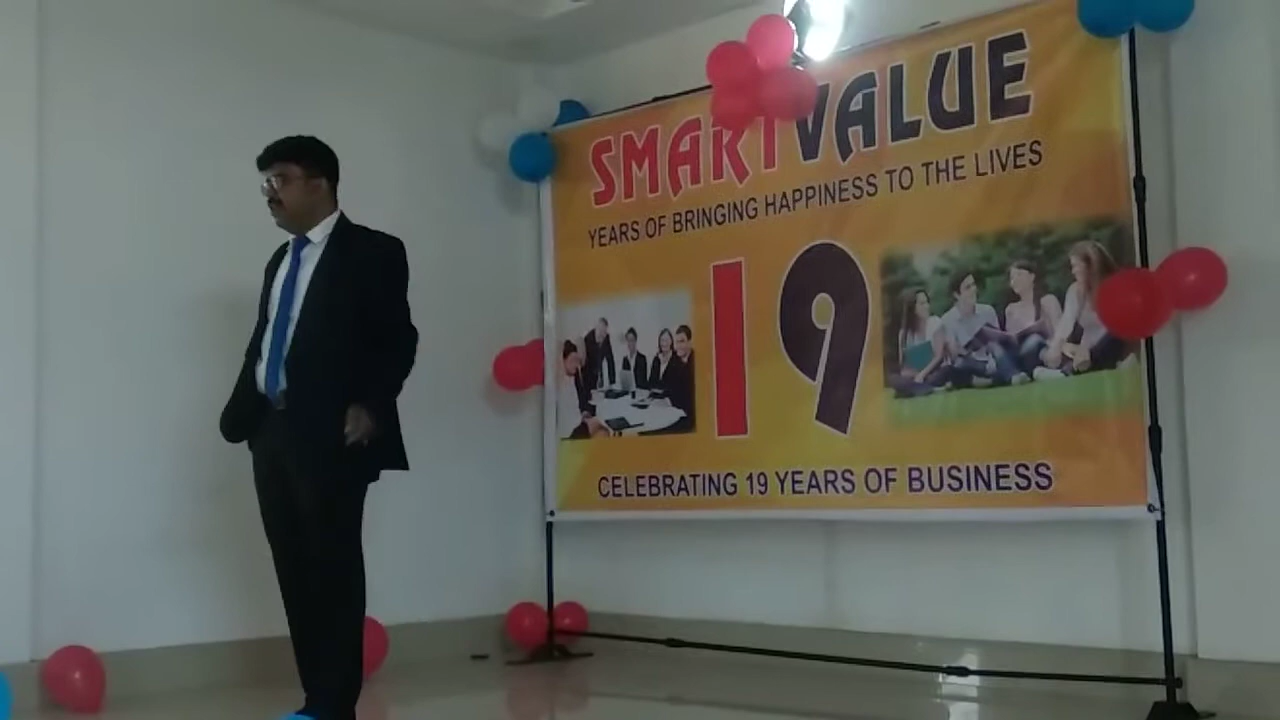 SMARTVALUE
YEARS OF BRINGING HAPPINESS TO THE LIVES
19
CELEBRATING 19 YEARS OF BUSINESS